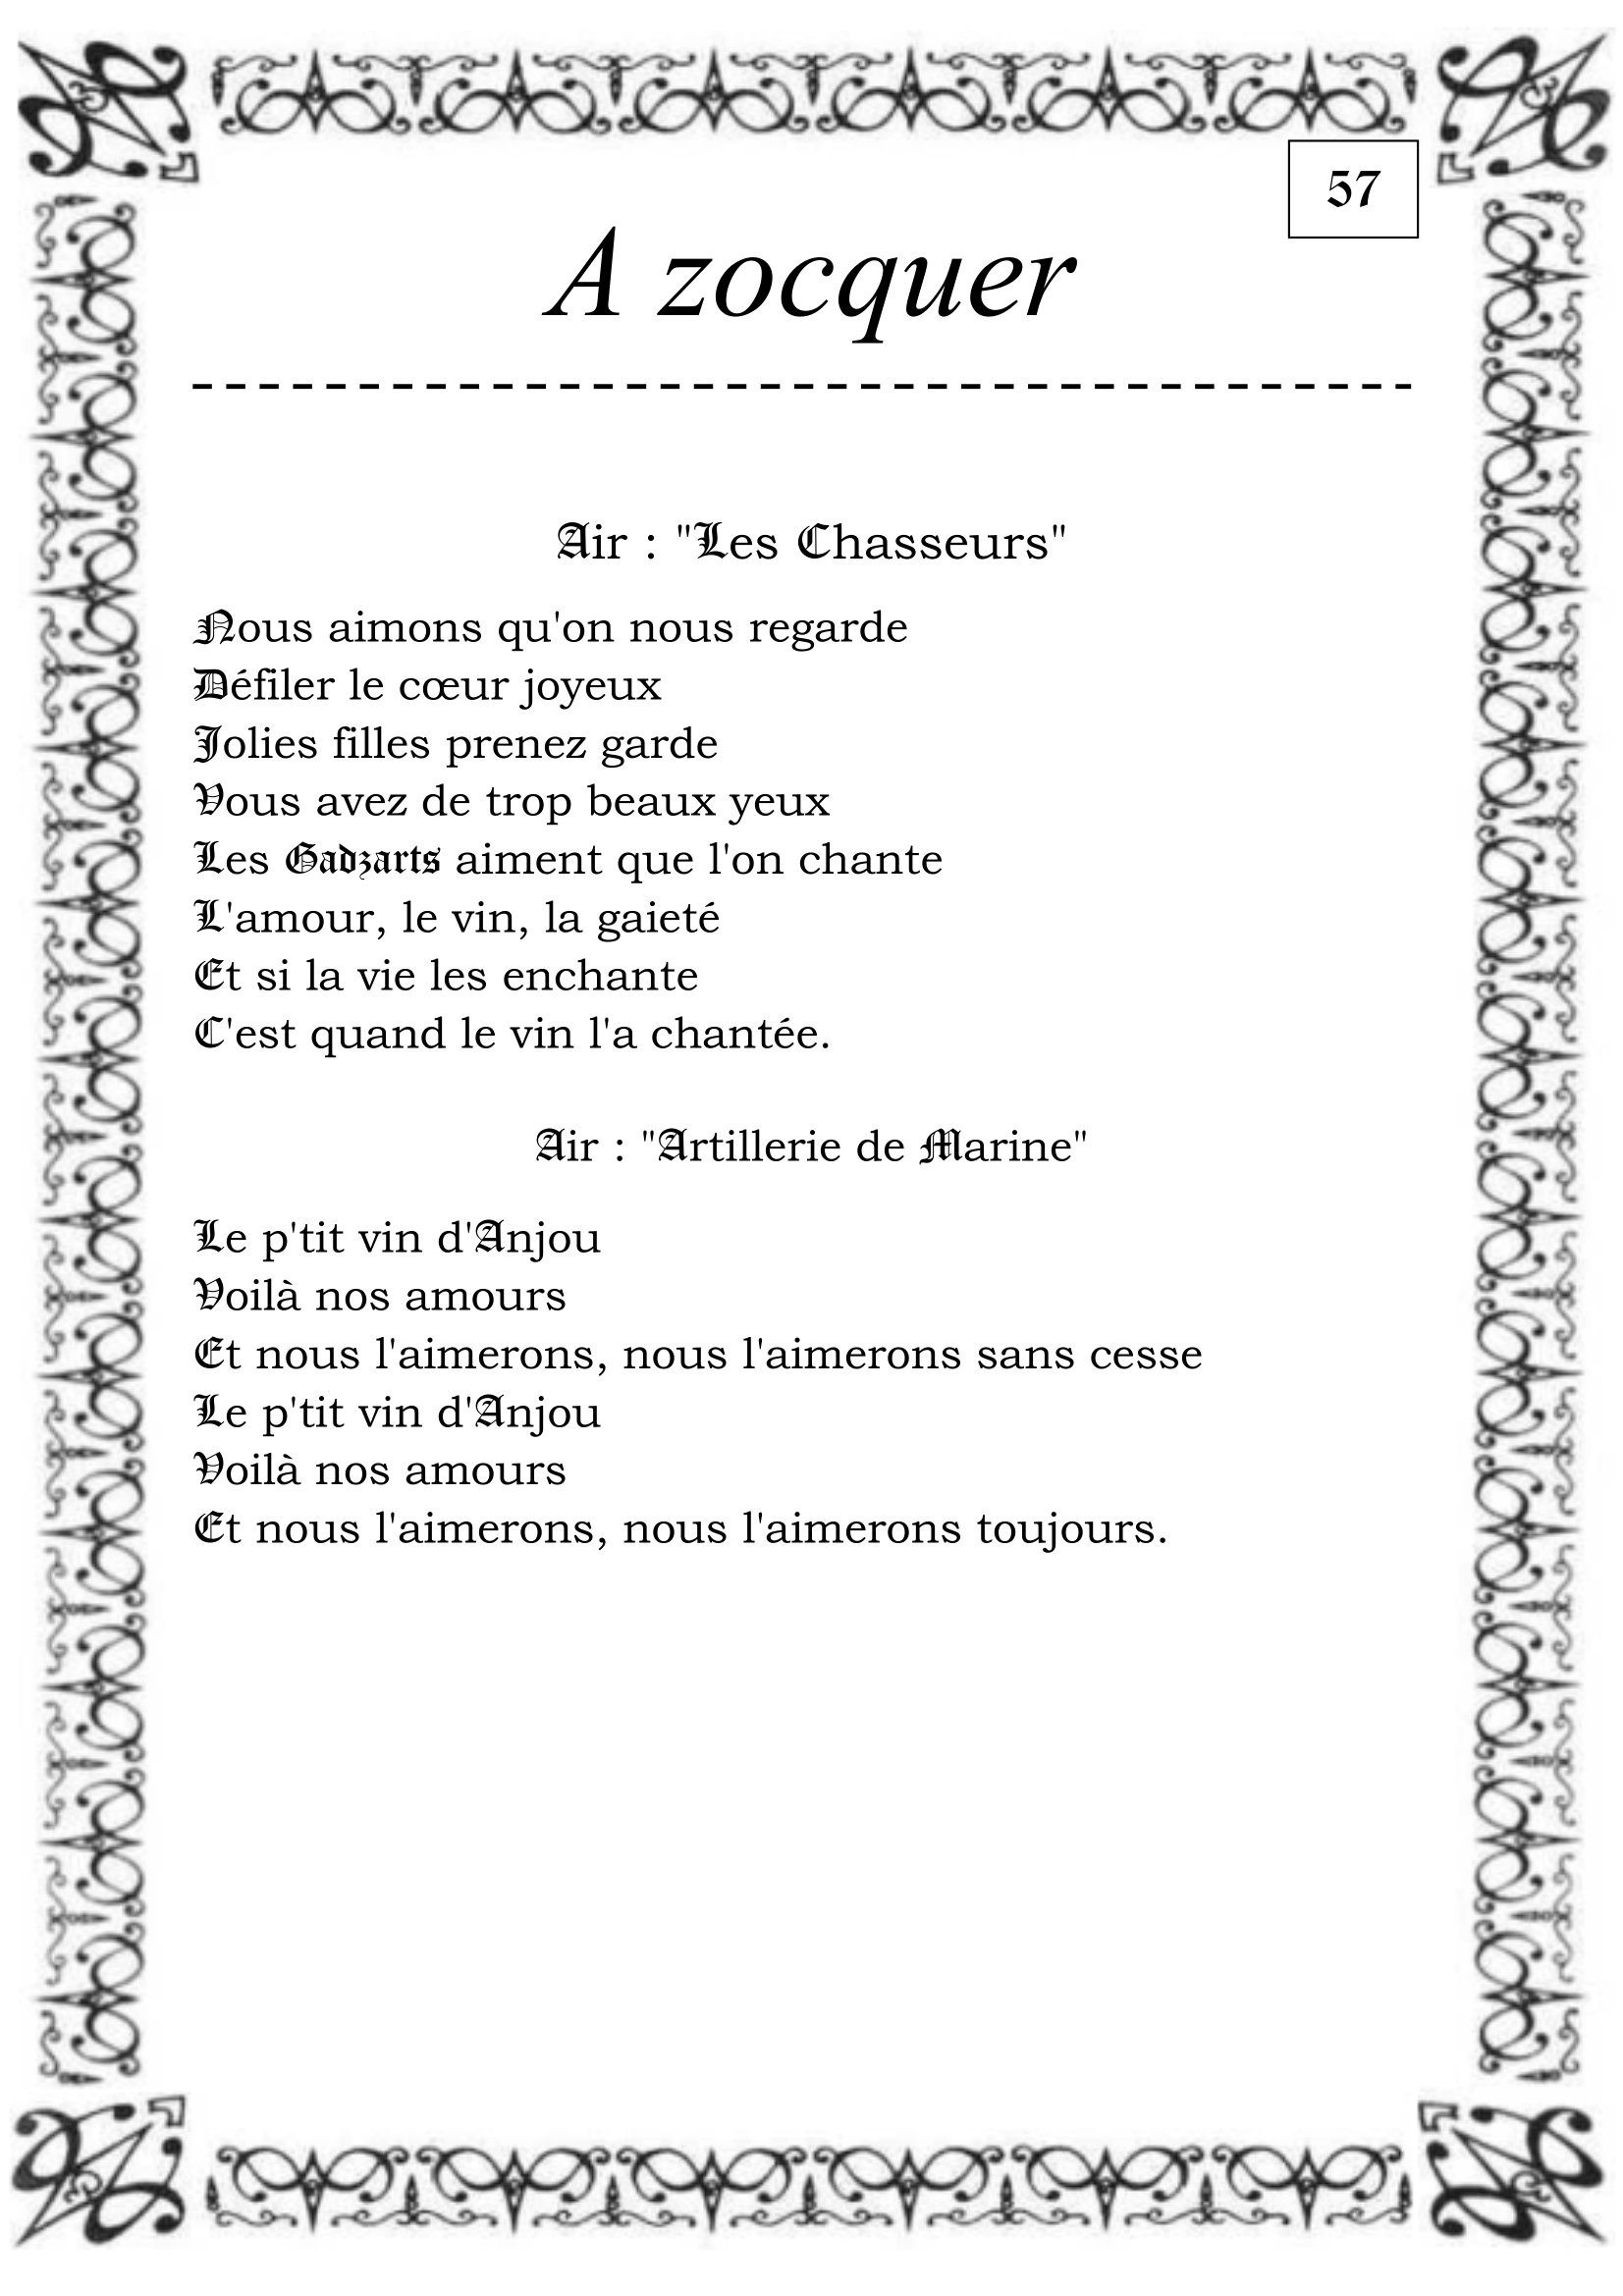 57
A zocquer
Air : "Les Chasseurs"
Nous aimons qu'on nous regarde
Défiler le cœur joyeux
Jolies filles prenez garde
Vous avez de trop beaux yeux
Les Gadzarts aiment que l'on chante
L'amour, le vin, la gaieté
Et si la vie les enchante
C'est quand le vin l'a chantée.
Air : "Artillerie de Marine"
Le p'tit vin d'Anjou
Voilà nos amours
Et nous l'aimerons, nous l'aimerons sans cesse
Le p'tit vin d'Anjou
Voilà nos amours
Et nous l'aimerons, nous l'aimerons toujours.